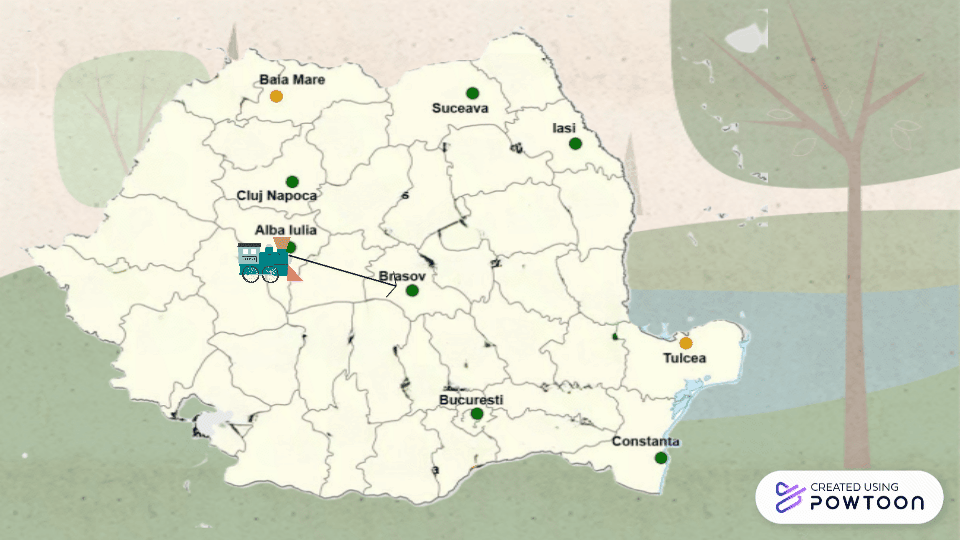 Baia Mare
Suceava
Iasi
Cluj Napoca
Alba Iulia
Brasov
Tulcea
Bucuresti
Constanta
CREATED USING
POWTOON